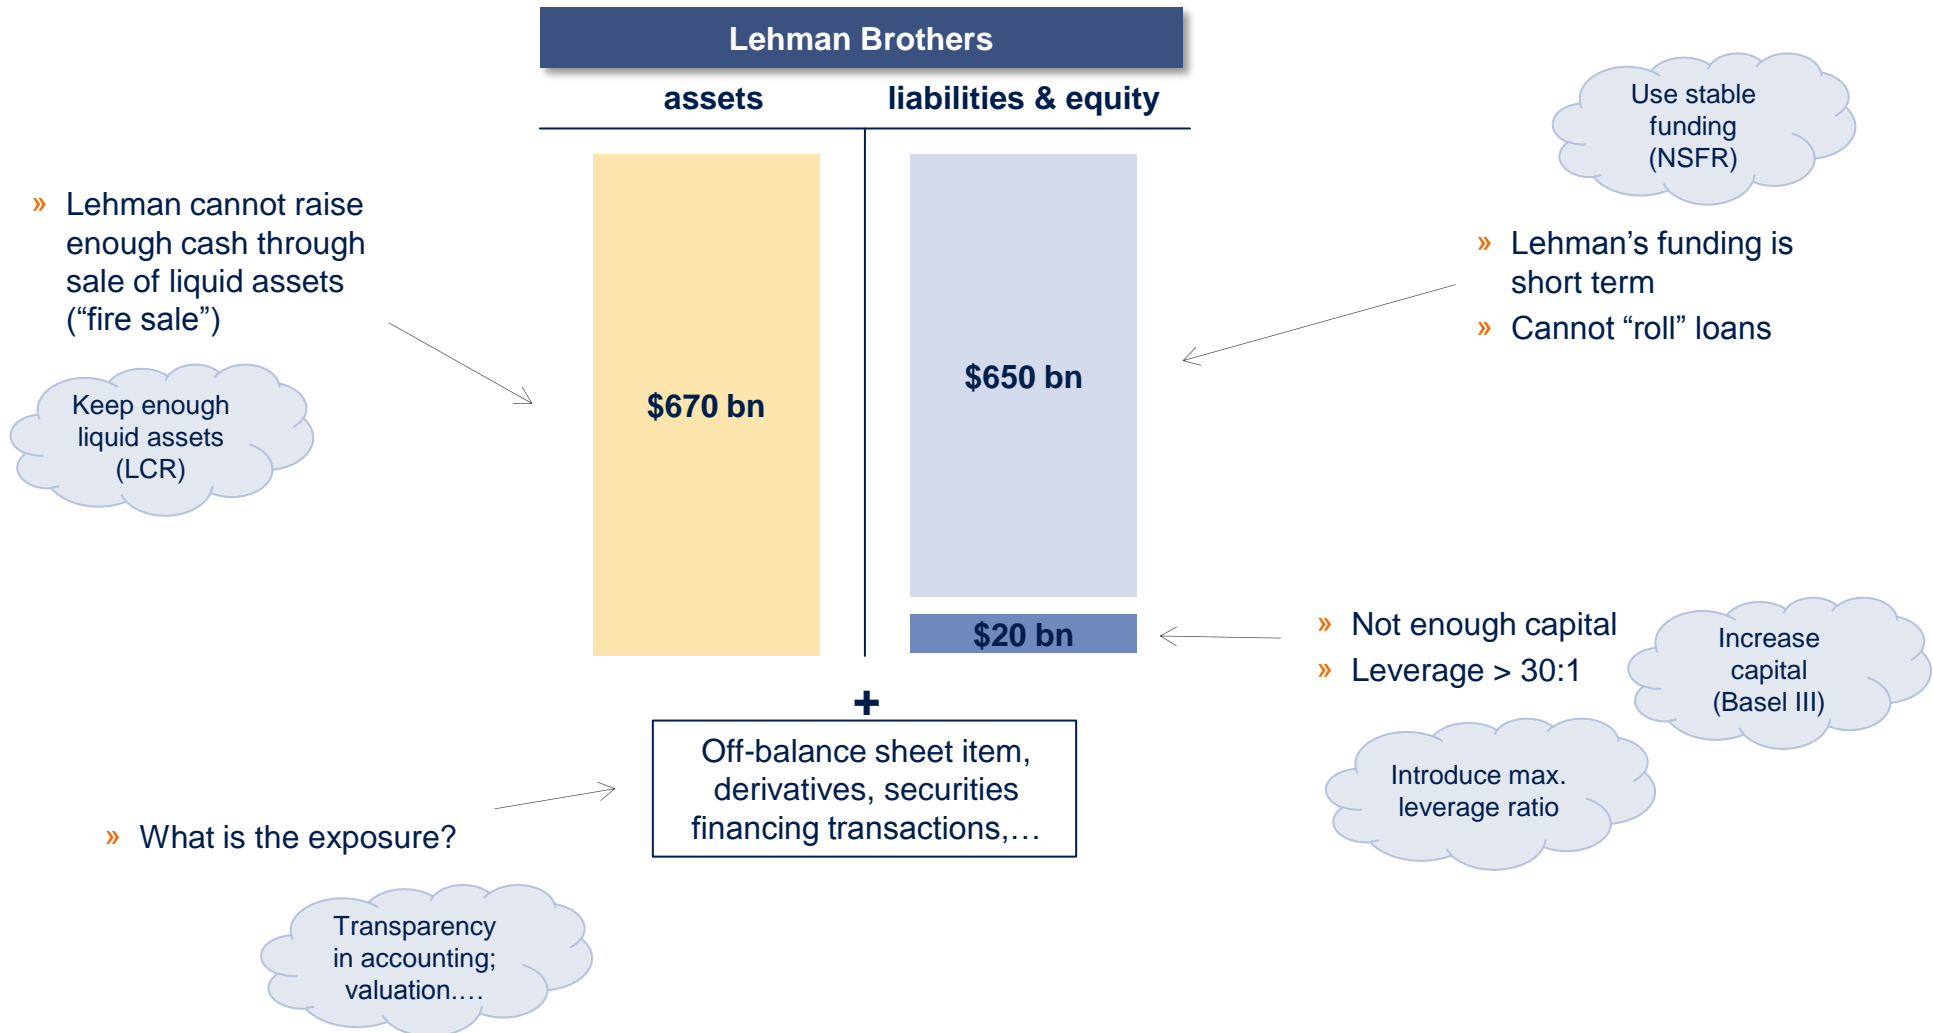 Lehman Brothers
assets
liabilities & equity
Use stable
funding
(NSFR)
» Lehman cannot raise
enough cash through
sale of liquid assets
(“fire sale”)
» Lehman’s funding is
short term
» Cannot “roll” loans
Keep enough
liquid assets
(LCR)
$670 bn
$650 bn
$20 bn
» Not enough capital
» Leverage > 30:1
Increase
capital
(Basel III)
Introduce max.
leverage ratio
+
Off-balance sheet item,
derivatives, securities
financing transactions,…
» What is the exposure?
Transparency
in accounting;
valuation.…